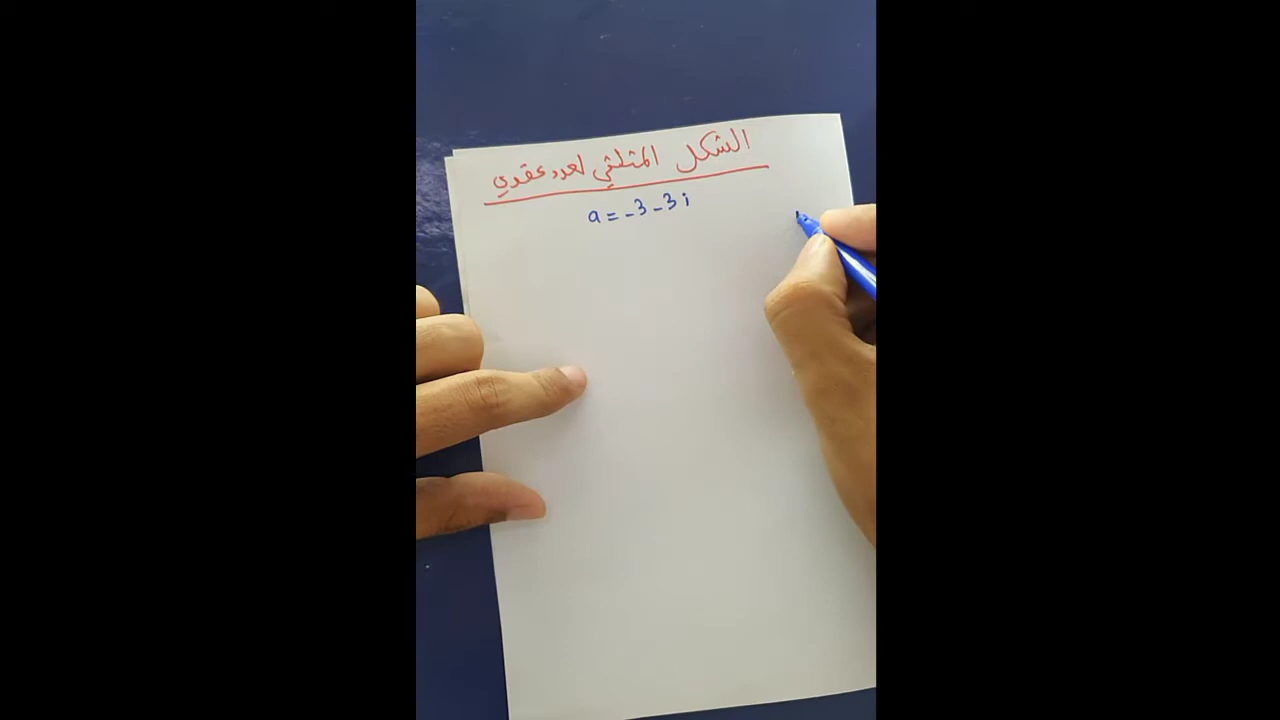 الشكل المثلثي لعدد عقدي
a = -3 - 3i